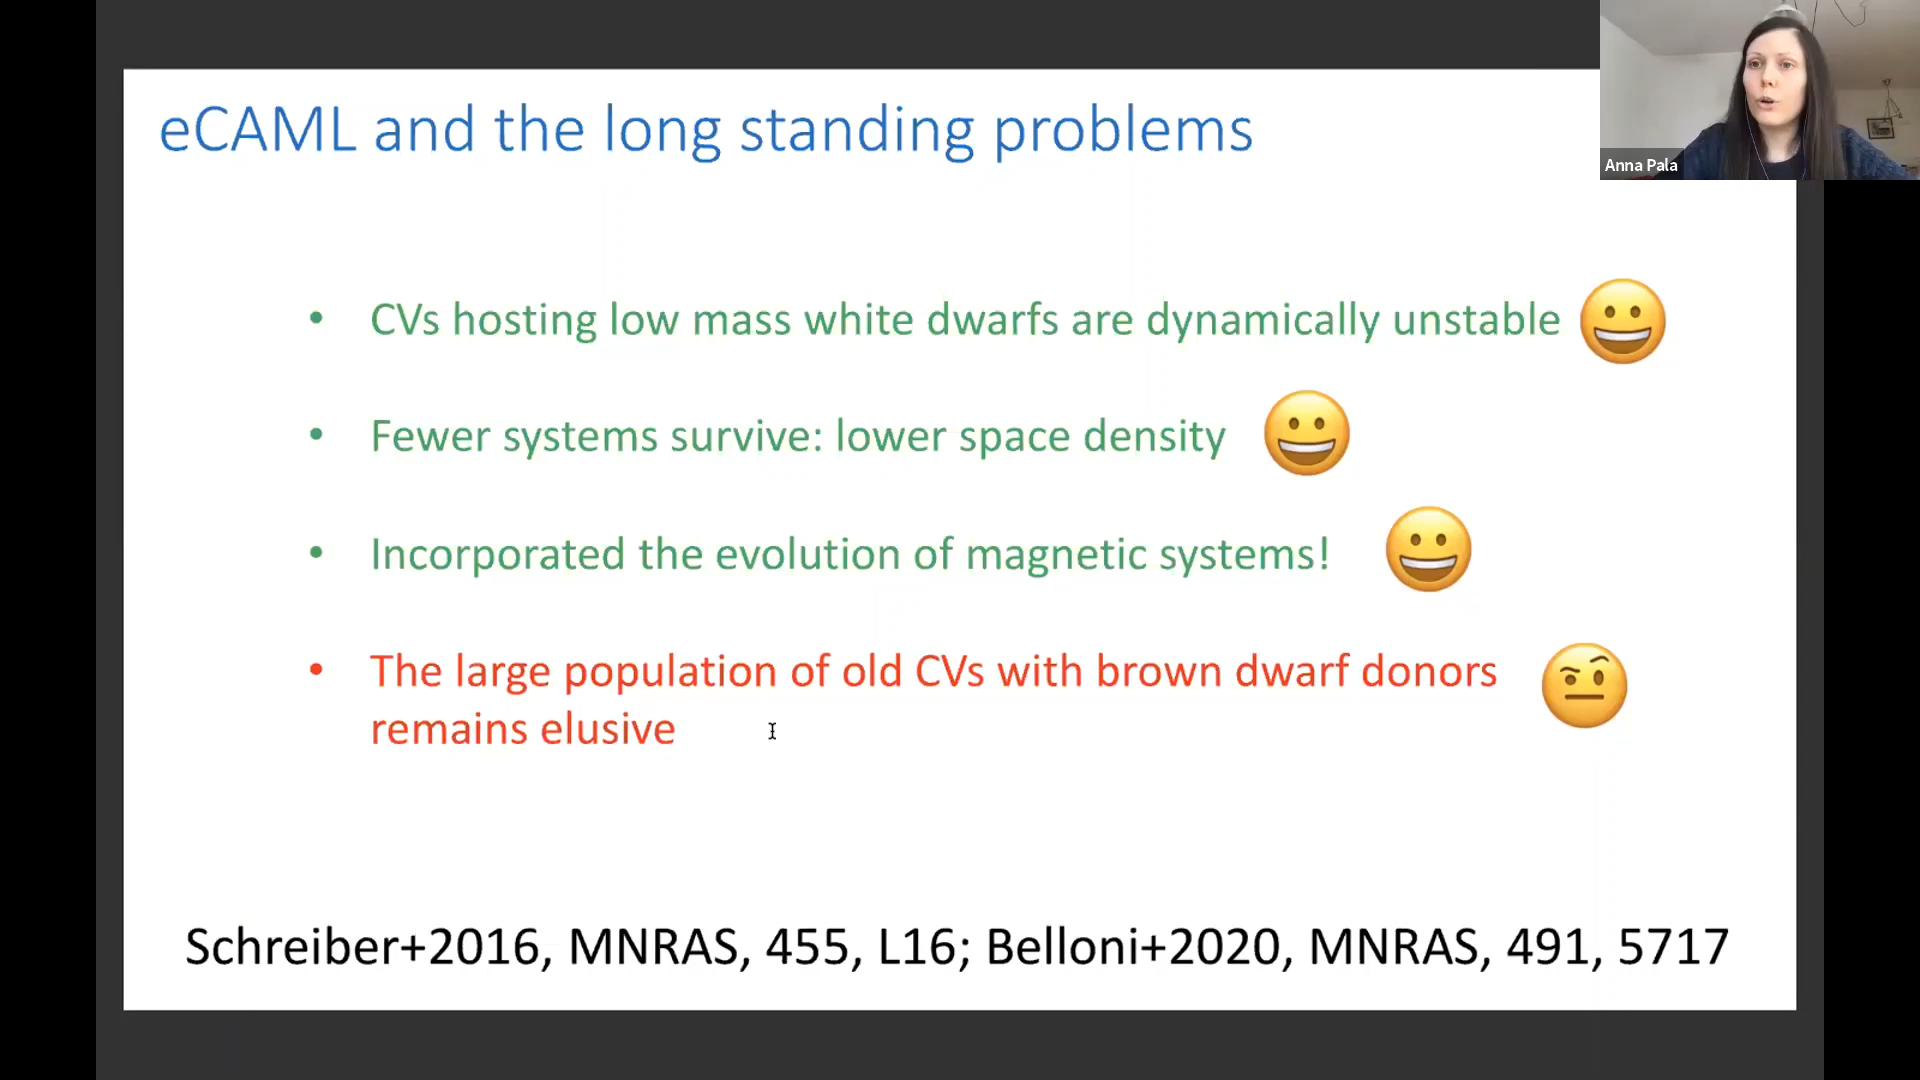 eCAML and the long standing problems
Anna Pala
• CVs hosting low mass white dwarfs are dynamically unstable
• Fewer systems survive: lower space density
• Incorporated the evolution of magnetic systems!
• The large population of old CVs with brown dwarf donors
remains elusive
Schreiber+2016, MNRAS, 455, L16; Belloni+2020, MNRAS, 491, 5717